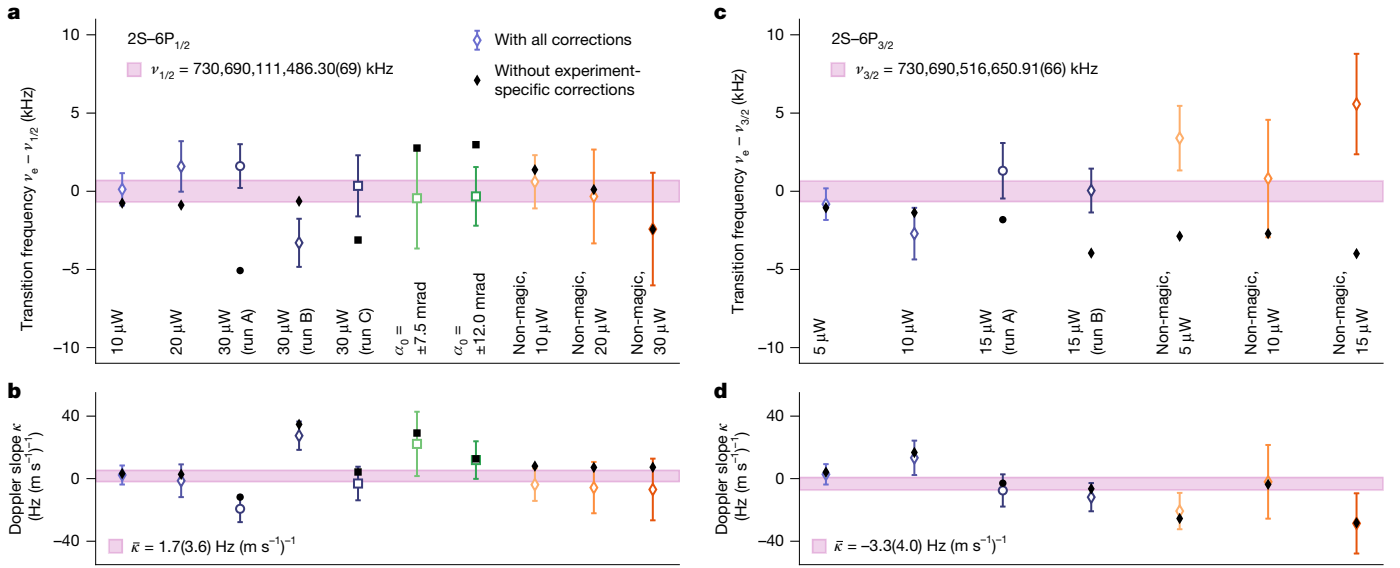 a
10
5
0
−5
−10
Transition frequency νe − ν1/2 (kHz)
2S–6P1/2
ν1/2 = 730,690,111,486.30(69) kHz
With all corrections
Without experiment-
specific corrections
10 μW
20 μW
30 μW
(run A)
30 μW
(run B)
30 μW
(run C)
α0 =
±7.5 mrad
α0 =
±12.0 mrad
Non-magic,
10 μW
Non-magic,
20 μW
Non-magic,
30 μW
b
40
0
−40
Doppler slope κ
(Hz (m s−1)−1)
κ̄ = 1.7(3.6) Hz (m s−1)−1
c
10
5
0
−5
−10
Transition frequency νe − ν3/2 (kHz)
2S–6P3/2
ν3/2 = 730,690,516,650.91(66) kHz
5 μW
10 μW
15 μW
(run A)
15 μW
(run B)
Non-magic,
5 μW
Non-magic,
10 μW
Non-magic,
15 μW
d
40
0
−40
Doppler slope κ
(Hz (m s−1)−1)
κ̄ = −3.3(4.0) Hz (m s−1)−1